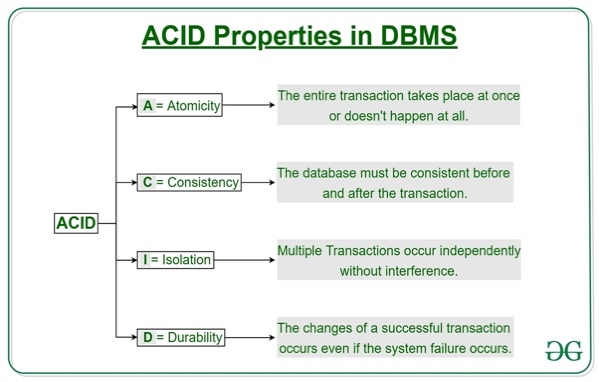 ACID Properties in DBMS
A = Atomicity
The entire transaction takes place at once
or doesn't happen at all.
C = Consistency
The database must be consistent before
and after the transaction.
ACID
I = Isolation
Multiple Transactions occur independently
without interference.
D = Durability
The changes of a successful transaction
occurs even if the system failure occurs.